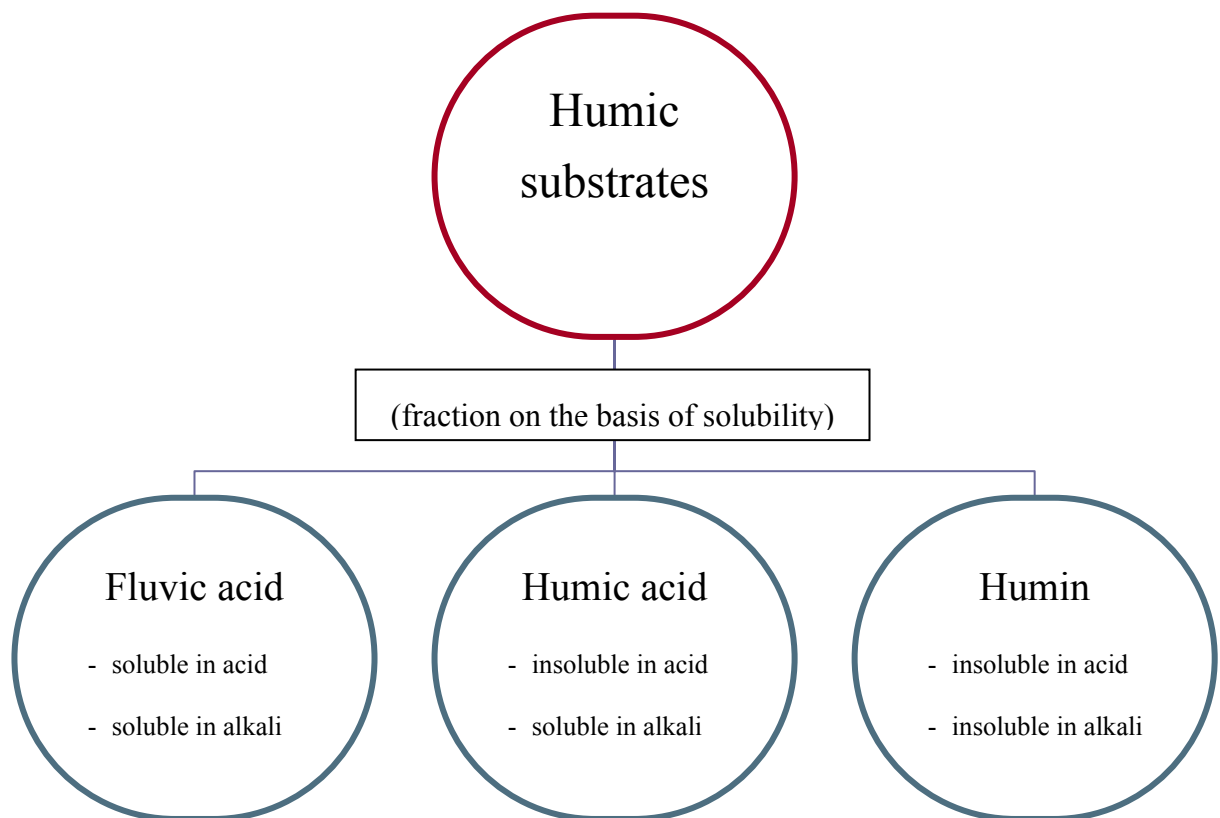 Humic
substrates
(fraction on the basis of solubility)
Fluvic acid
- soluble in acid
- soluble in alkali
Humic acid
- insoluble in acid
- soluble in alkali
Humin
- insoluble in acid
- insoluble in alkali